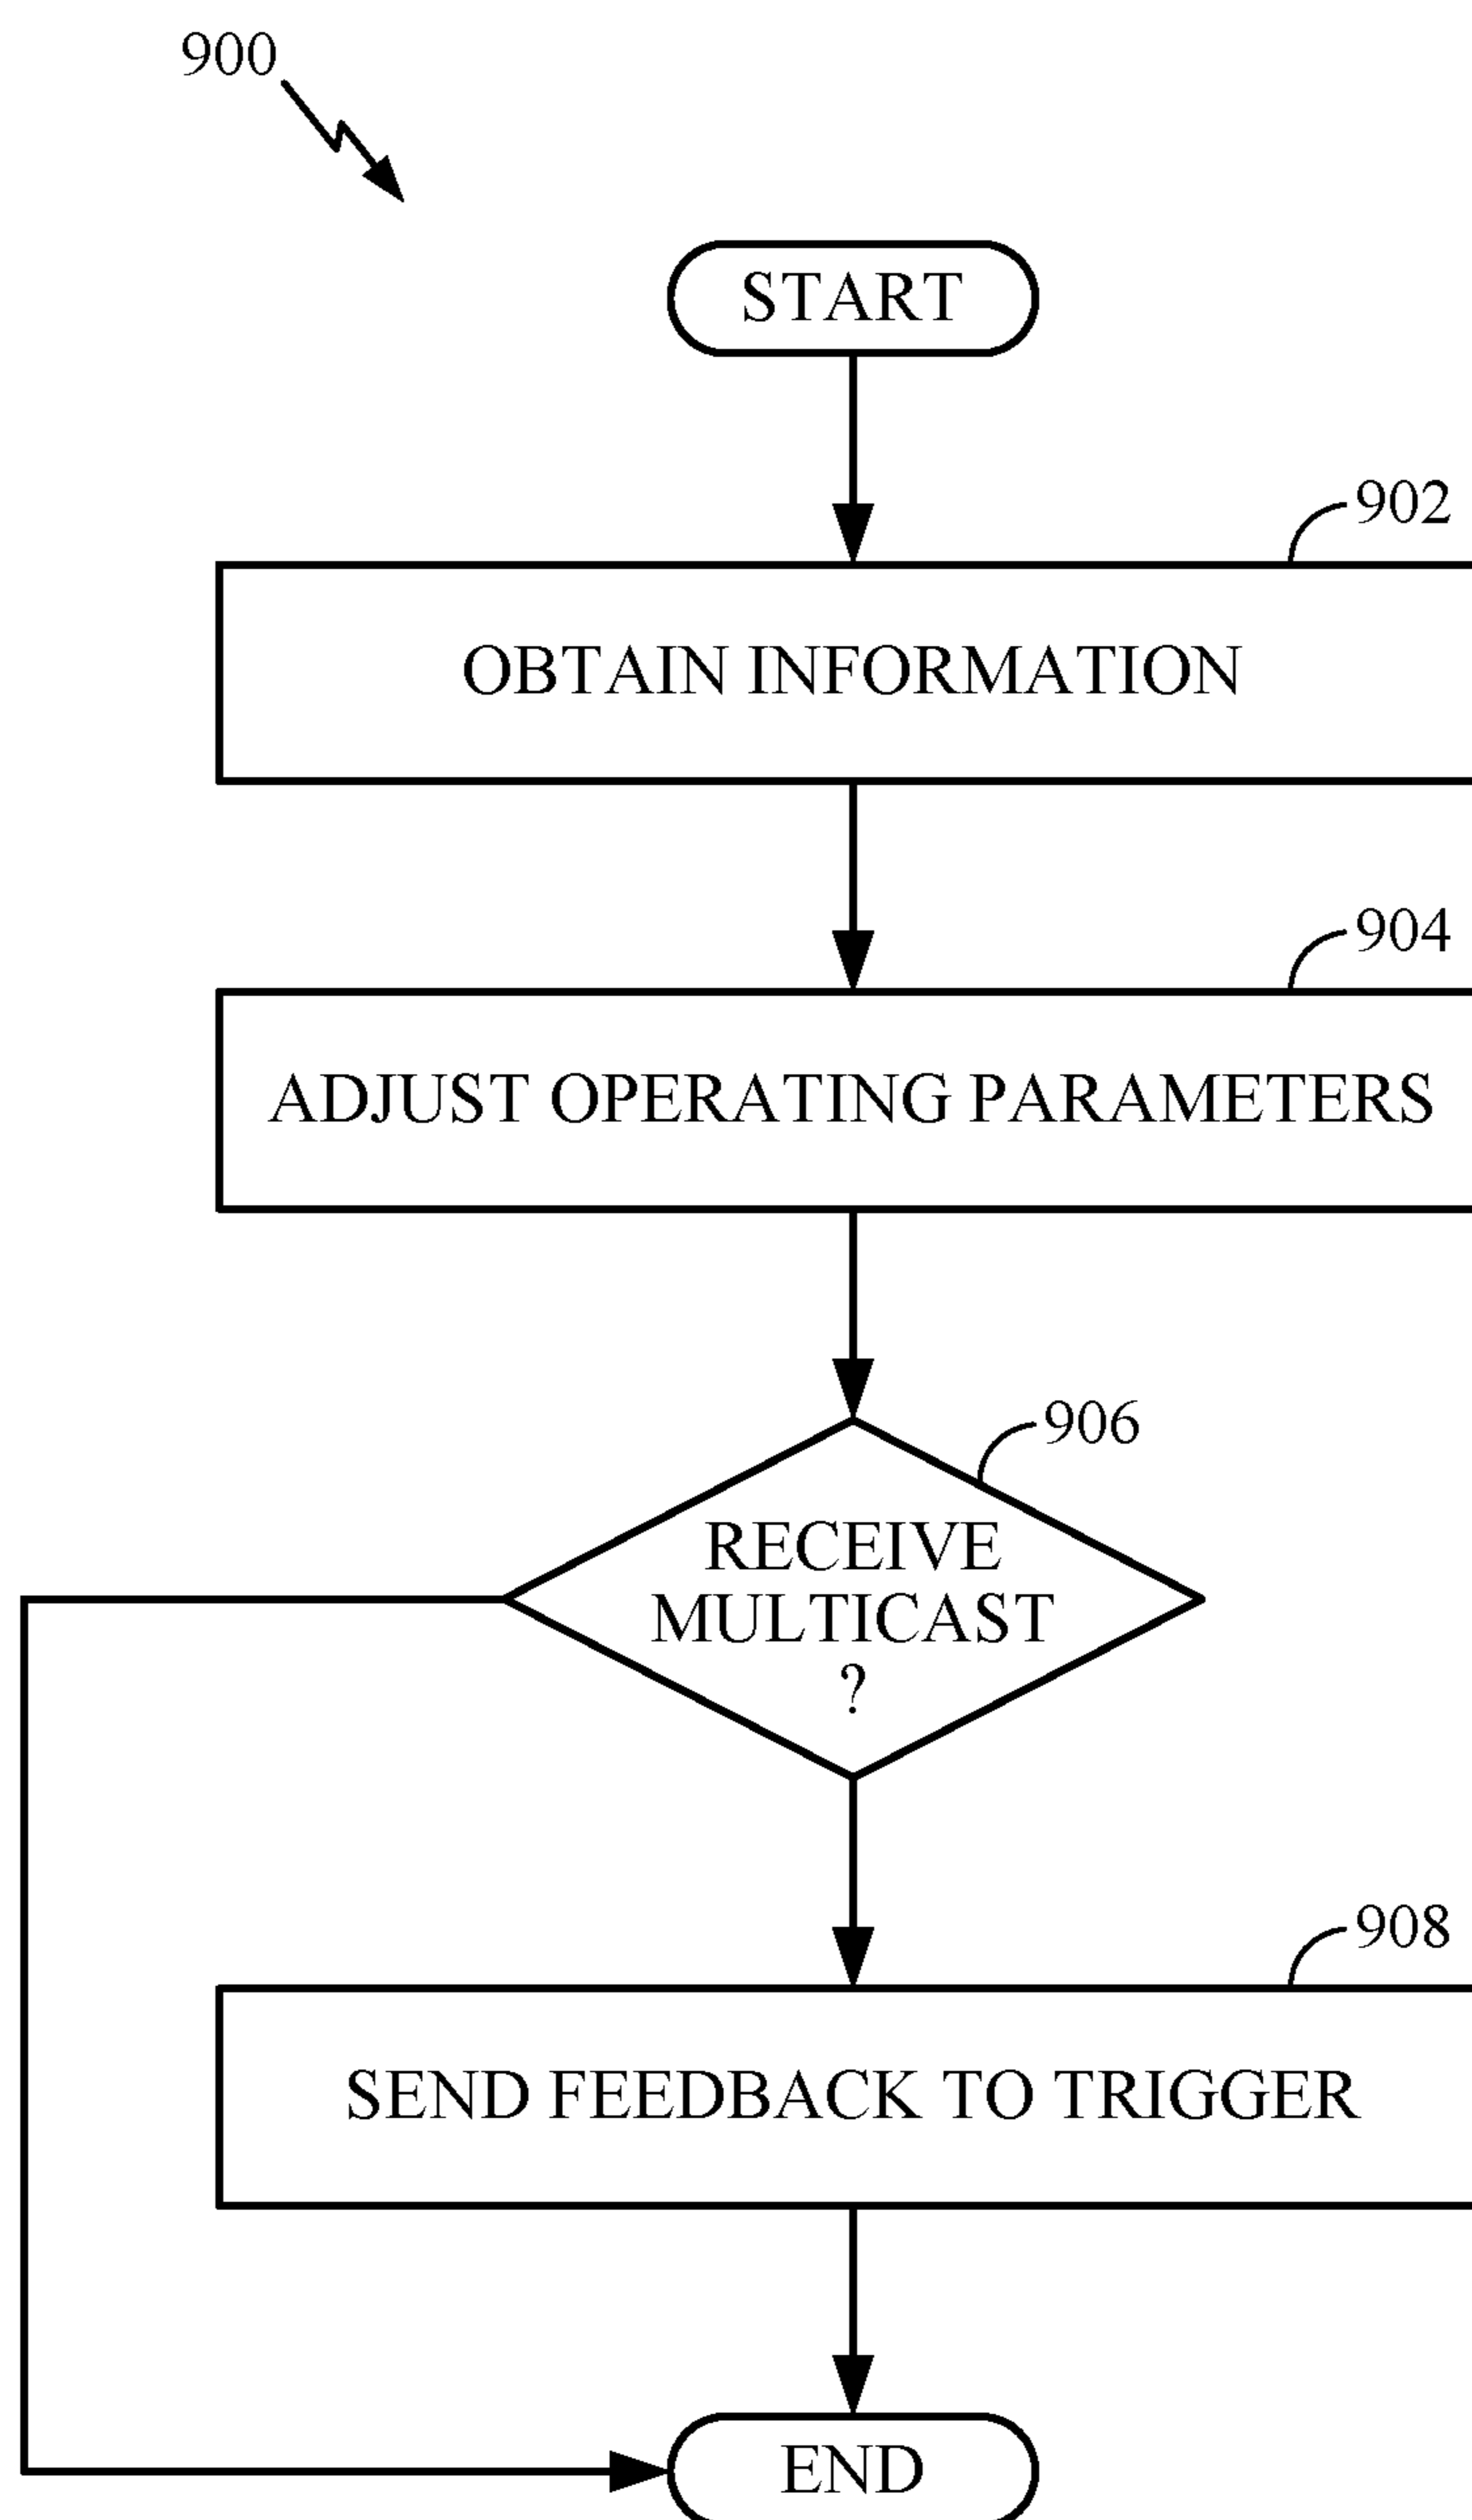 900
START
902
OBTAIN INFORMATION
904
ADJUST OPERATING PARAMETERS
906
RECEIVE
MULTICAST
?
908
SEND FEEDBACK TO TRIGGER
END